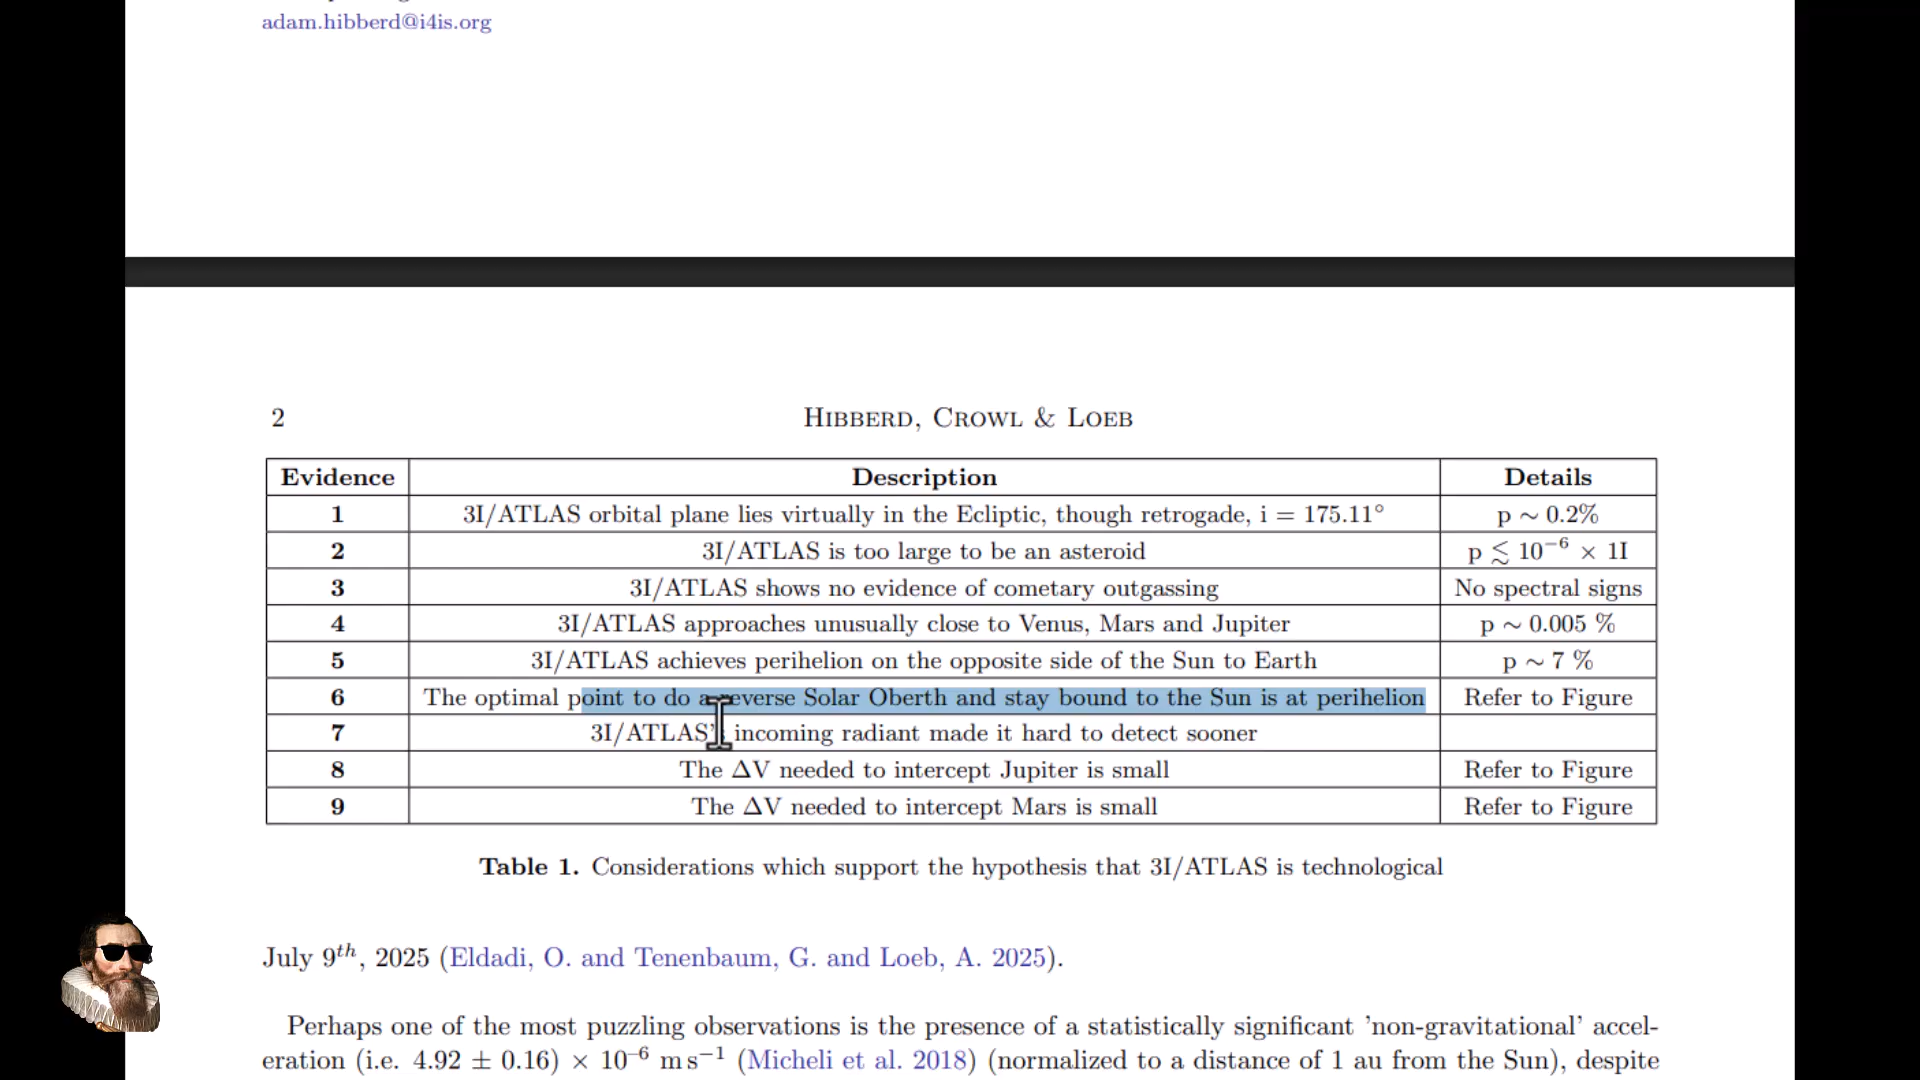 adam.hibberd@i4is.org
2 HIBBERD, CROWL & LOEB
Evidence Description Details
1 3I/ATLAS orbital plane lies virtually in the Ecliptic, though retrogade, i = 175.11° p ∼ 0.2%
2 3I/ATLAS is too large to be an asteroid p ≲ 10⁻⁶ × 1I
3 3I/ATLAS shows no evidence of cometary outgassing No spectral signs
4 3I/ATLAS approaches unusually close to Venus, Mars and Jupiter p ∼ 0.005 %
5 3I/ATLAS achieves perihelion on the opposite side of the Sun to Earth p ∼ 7 %
6 The optimal point to do a reverse Solar Oberth and stay bound to the Sun is at perihelion Refer to Figure
7 3I/ATLAS' incoming radiant made it hard to detect sooner
8 The ΔV needed to intercept Jupiter is small Refer to Figure
9 The ΔV needed to intercept Mars is small Refer to Figure
Table 1. Considerations which support the hypothesis that 3I/ATLAS is technological
July 9ᵗʰ, 2025 (Eldadi, O. and Tenenbaum, G. and Loeb, A. 2025).
Perhaps one of the most puzzling observations is the presence of a statistically significant 'non-gravitational' accel-
eration (i.e. 4.92 ± 0.16) × 10⁻⁶ m s⁻¹ (Micheli et al. 2018) (normalized to a distance of 1 au from the Sun), despite